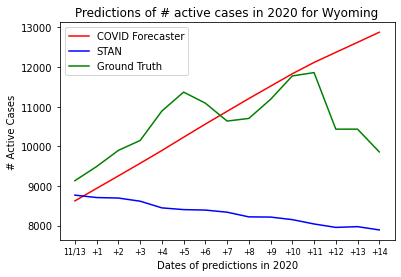 Predictions of # active cases in 2020 for Wyoming
COVID Forecaster
STAN
Ground Truth
# Active Cases
13000
12000
11000
10000
9000
8000
11/13 +1 +2 +3 +4 +5 +6 +7 +8 +9 +10 +11 +12 +13 +14
Dates of predictions in 2020